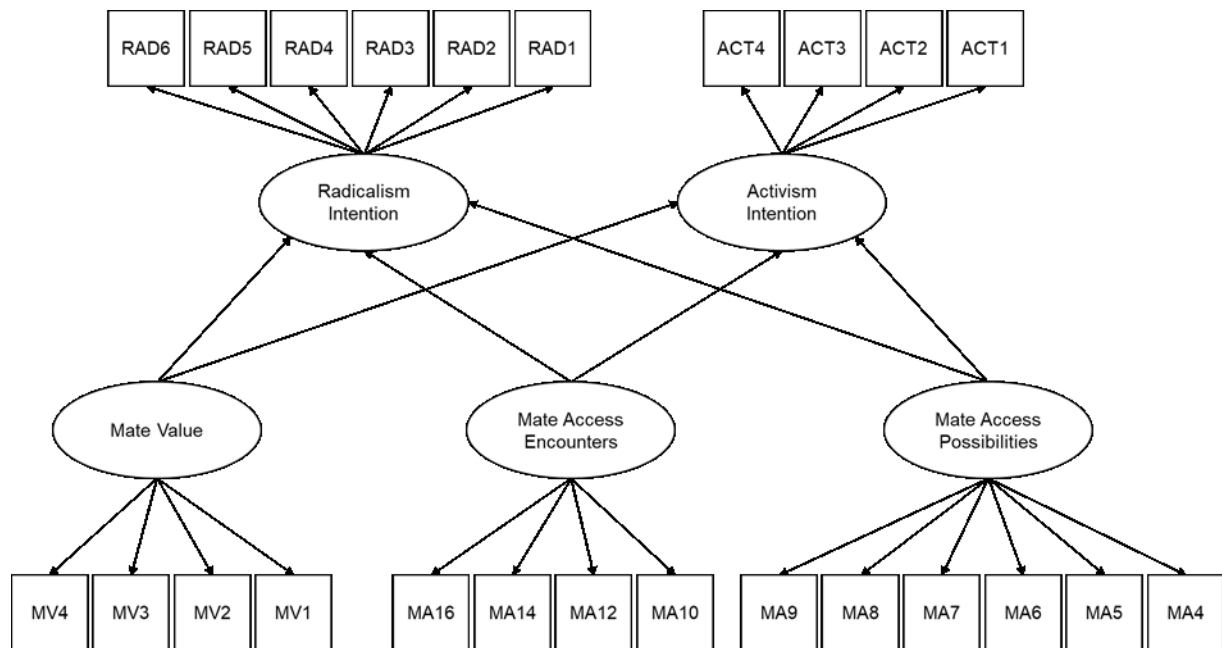 RAD6 RAD5 RAD4 RAD3 RAD2 RAD1 ACT4 ACT3 ACT2 ACT1
Radicalism
Intention
Activism
Intention
Mate Value
Mate Access
Encounters
Mate Access
Possibilities
MV4 MV3 MV2 MV1 MA16 MA14 MA12 MA10 MA9 MA8 MA7 MA6 MA5 MA4